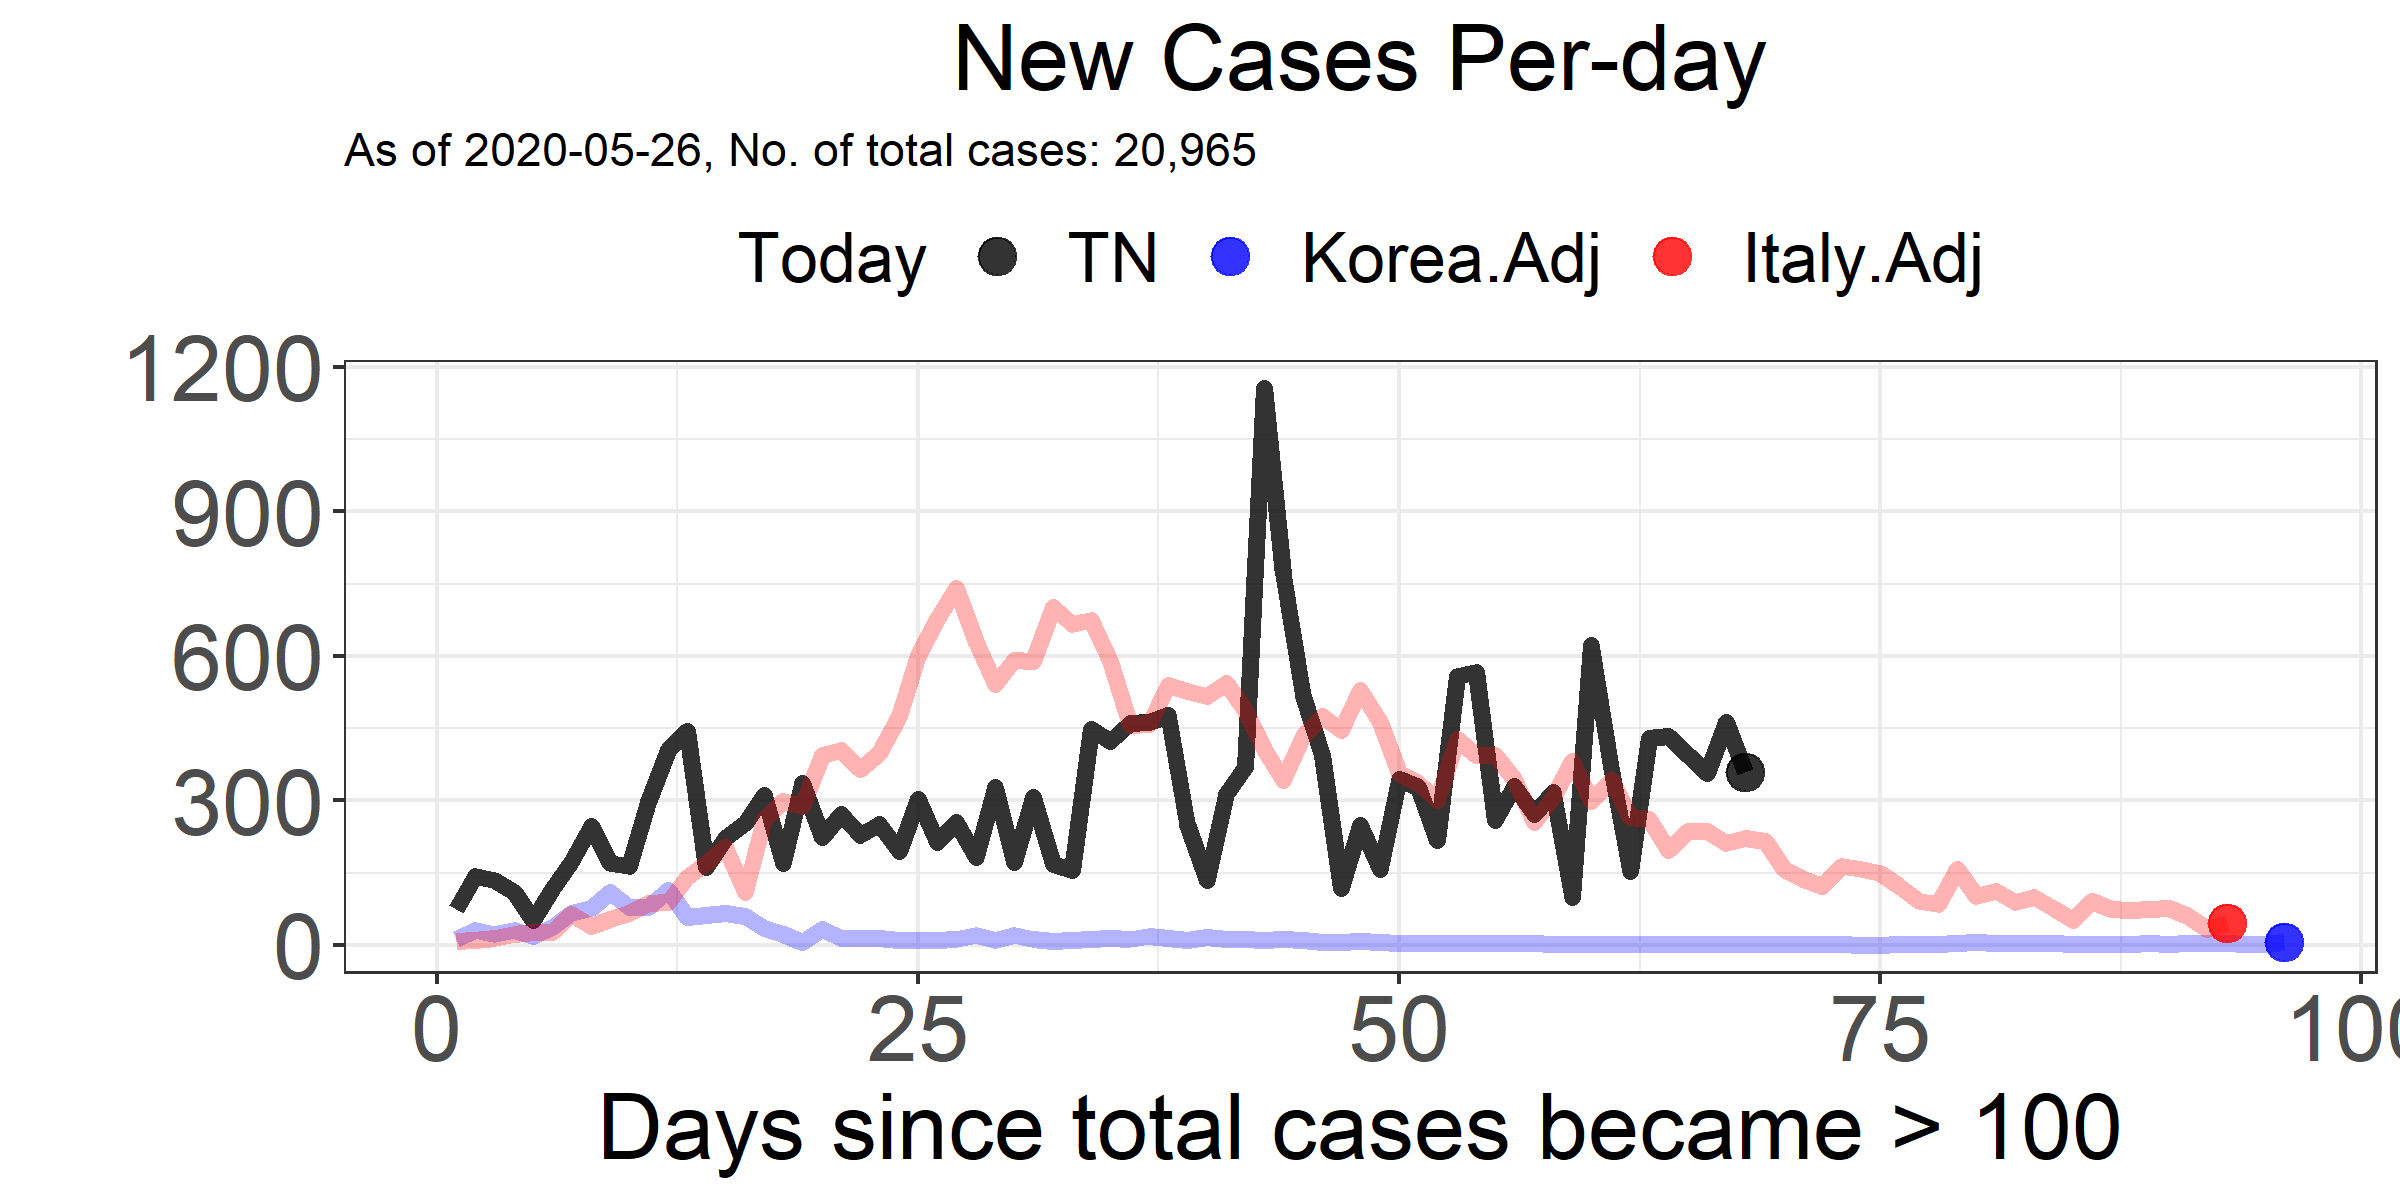 New Cases Per-day
As of 2020-05-26, No. of total cases: 20,965
Today TN Korea.Adj Italy.Adj
1200
900
600
300
0
0 25 50 75 100
Days since total cases became > 100